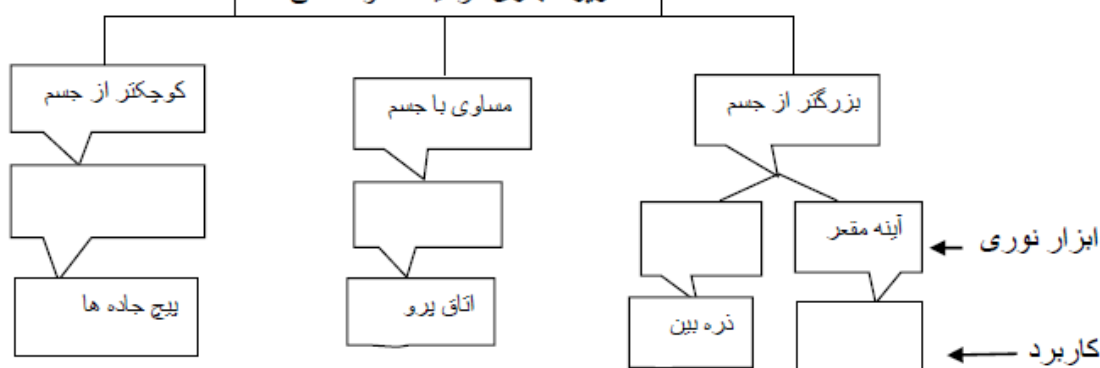 بزرگتر از جسم
مساوی با جسم
کوچکتر از جسم
آینه مقعر
ابزار نوری
ذره بین
اتاق پرو
پیچ جاده ها
کاربرد